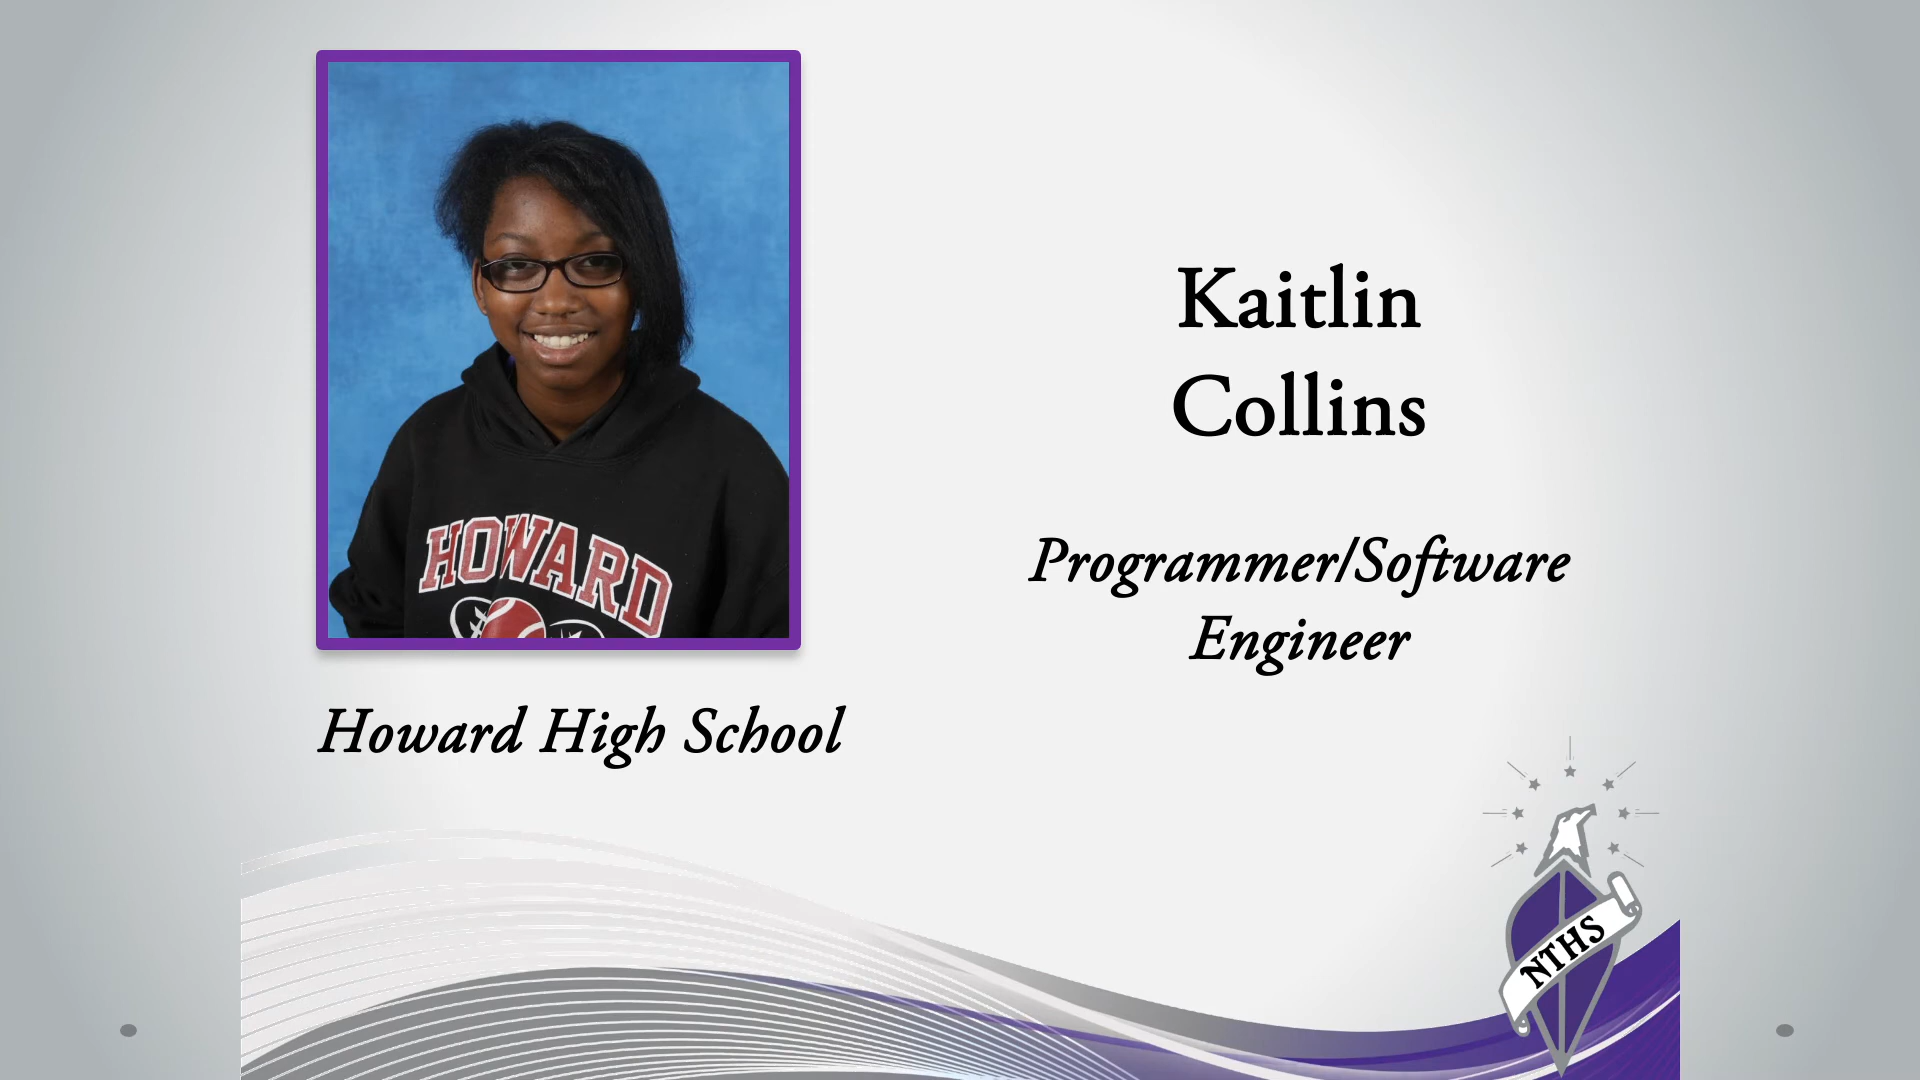 HOWARD
Howard High School
Kaitlin
Collins
Programmer/Software
Engineer
NTHS